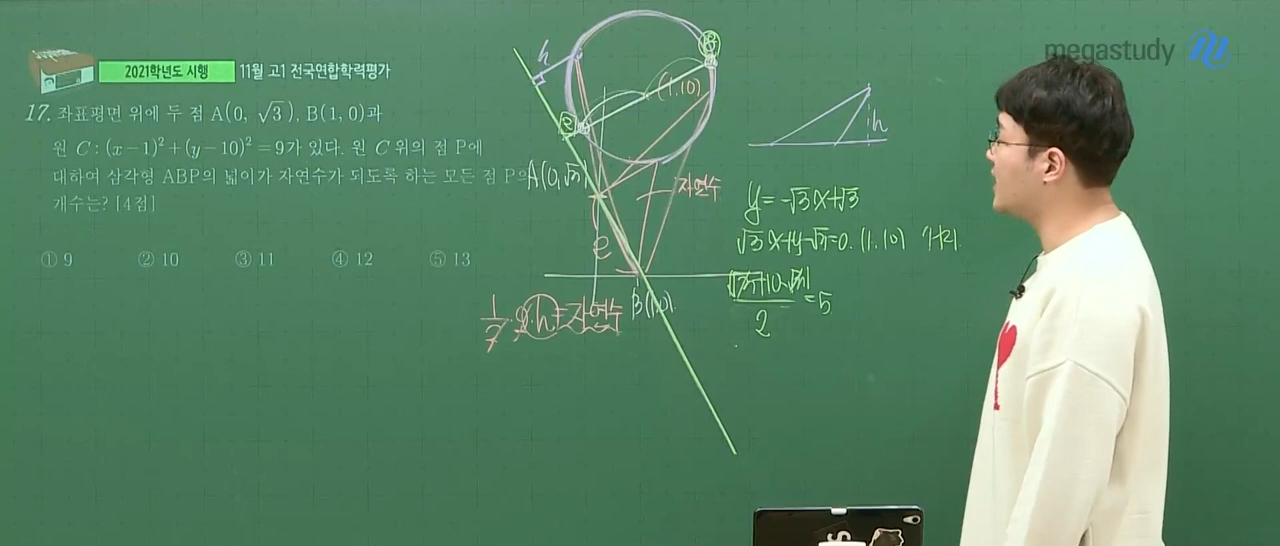 megastudy
2021학년도 시행 11월 고1 전국연합학력평가
17. 좌표평면 위에 두 점 A(0, √3), B(1, 0)과
원 C : (x-1)²+(y-10)²=9가 있다. 원 C 위의 점 P에
대하여 삼각형 ABP의 넓이가 자연수가 되도록 하는 모든 점 P의
개수는? [4점]
① 9 ② 10 ③ 11 ④ 12 ⑤ 13
h
(1,10)
A(0,√3)
자연수
h
y=-√3x+√3
√3x+y-√3=0. (1,10) 거리.
|√3+10-√3|
2
=5
B(1,0).
1/2·2·h=자연수